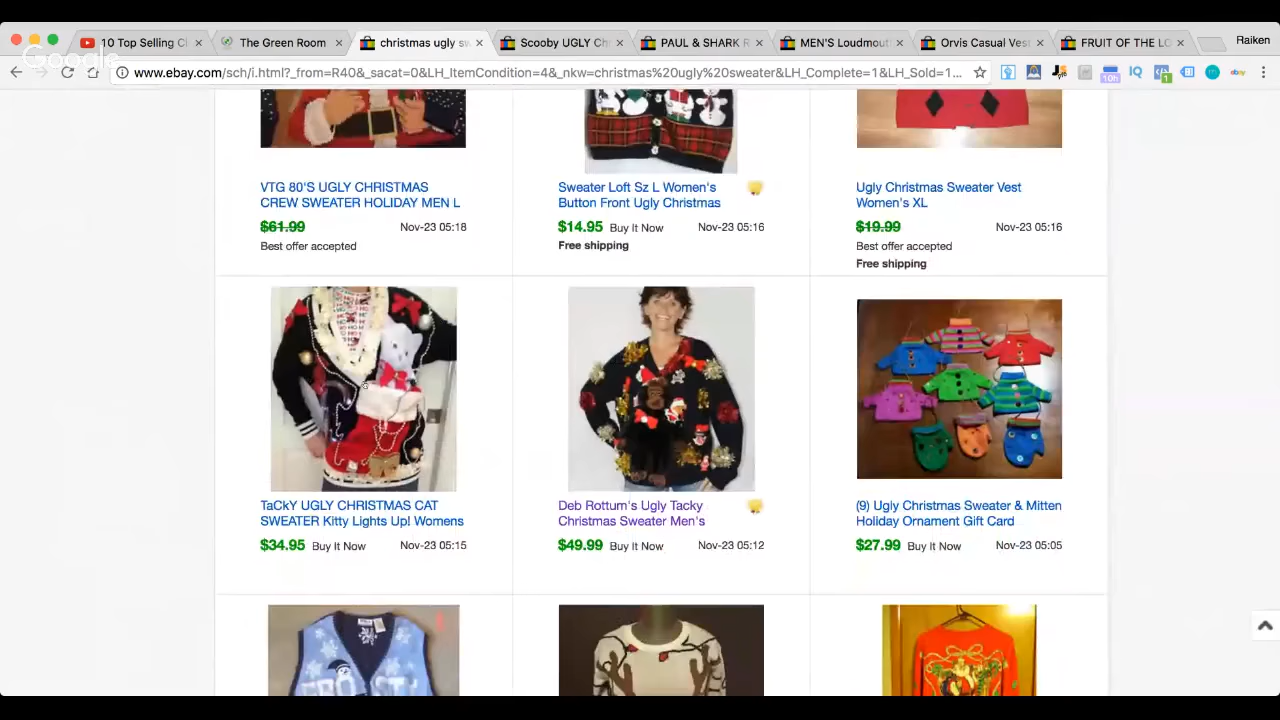 10 Top Selling Cl
The Green Room
christmas ugly sw
Scooby UGLY Chr
PAUL & SHARK R
MEN'S Loudmout
Orvis Casual Vest
FRUIT OF THE LO
Raiken
Google
www.ebay.com/sch/i.html?_from=R40&_sacat=0&LH_ItemCondition=4&_nkw=christmas%20ugly%20sweater&LH_Complete=1&LH_Sold=1...
10h
IQ
1
ebay
VTG 80'S UGLY CHRISTMAS
CREW SWEATER HOLIDAY MEN L
$61.99 Nov-23 05:18
Best offer accepted
Sweater Loft Sz L Women's
Button Front Ugly Christmas
$14.95 Buy It Now Nov-23 05:16
Free shipping
Ugly Christmas Sweater Vest
Women's XL
$19.99 Nov-23 05:16
Best offer accepted
Free shipping
TaCkY UGLY CHRISTMAS CAT
SWEATER Kitty Lights Up! Womens
$34.95 Buy It Now Nov-23 05:15
Deb Rottum's Ugly Tacky
Christmas Sweater Men's
$49.99 Buy It Now Nov-23 05:12
(9) Ugly Christmas Sweater & Mitten
Holiday Ornament Gift Card
$27.99 Buy It Now Nov-23 05:05